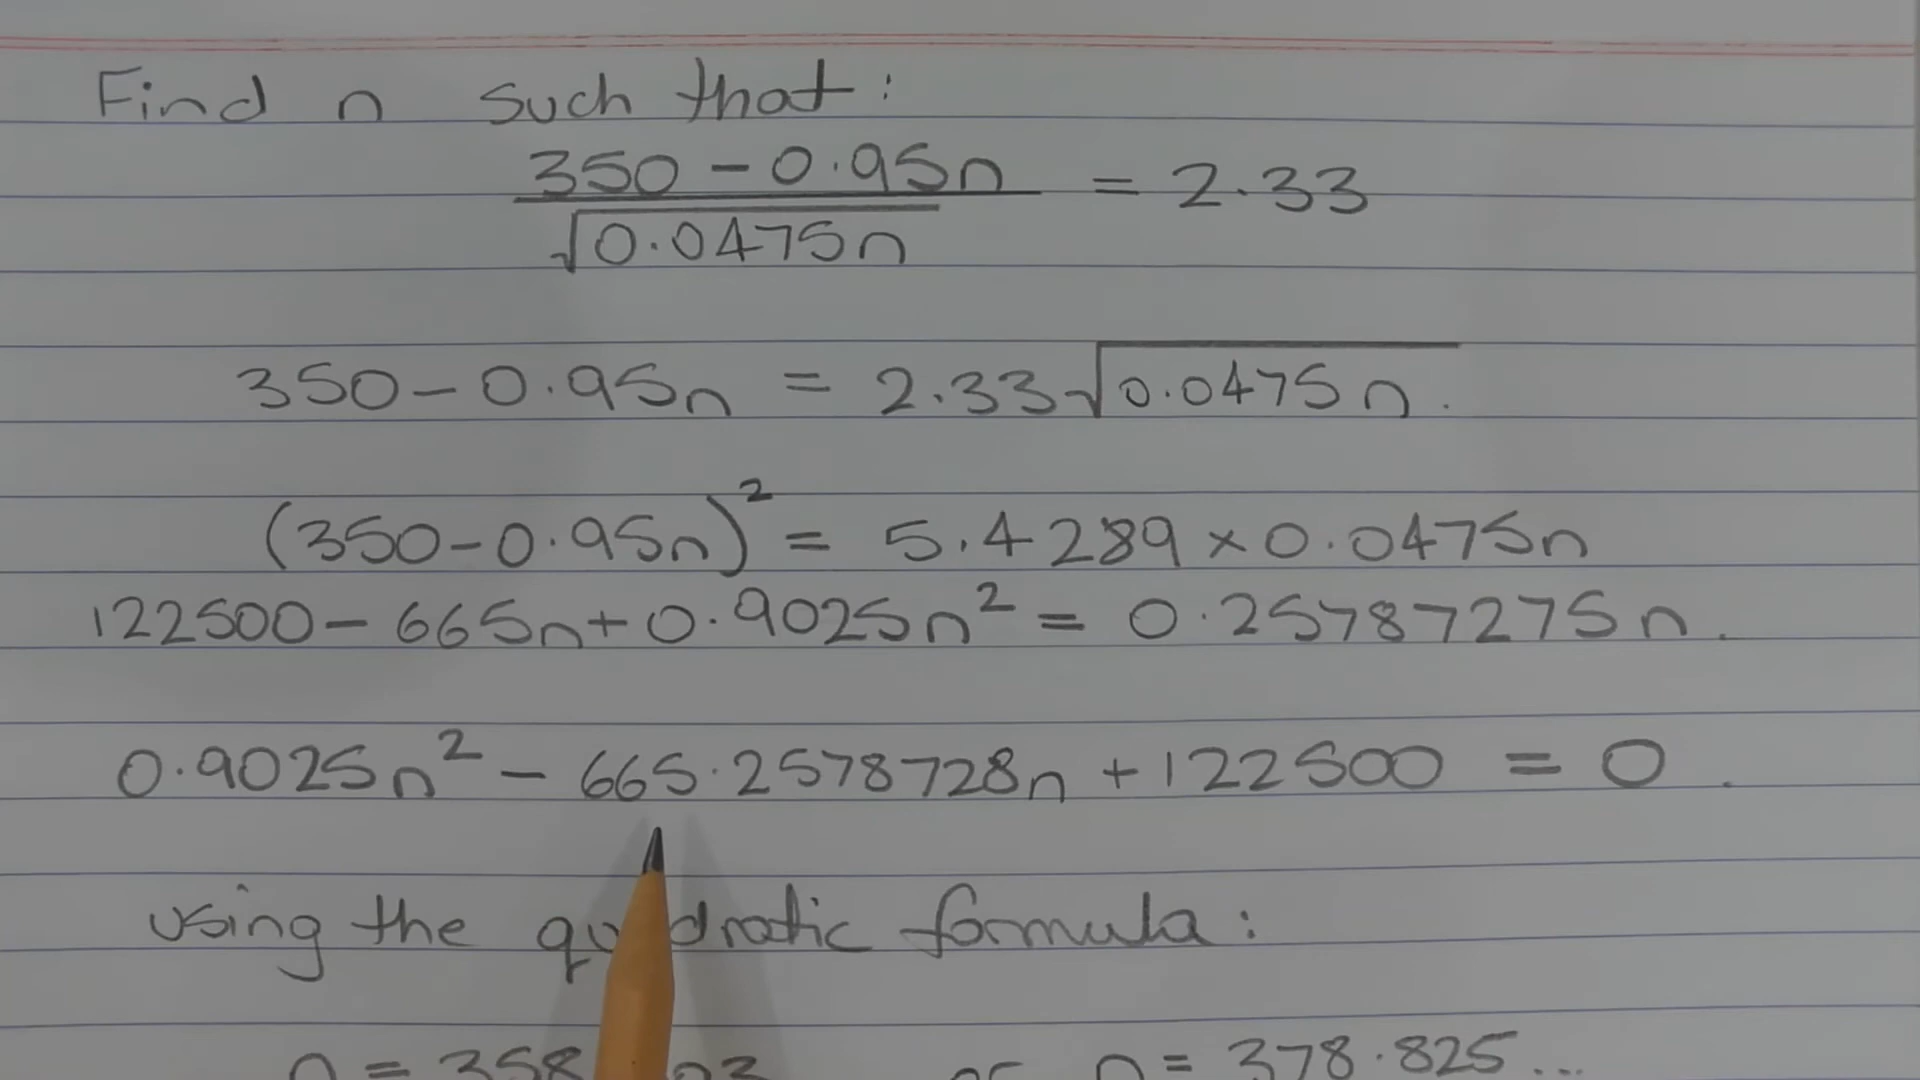 Find n such that:
350 - 0.95n
= 2.33
√0.0475n
350 - 0.95n = 2.33√0.0475n.
(350 - 0.95n)² = 5.4289 × 0.0475n
122500 - 665n + 0.9025n² = 0.25787275n.
0.9025n² - 665.2578728n + 122500 = 0.
using the formula:
n = or n = 378.825...